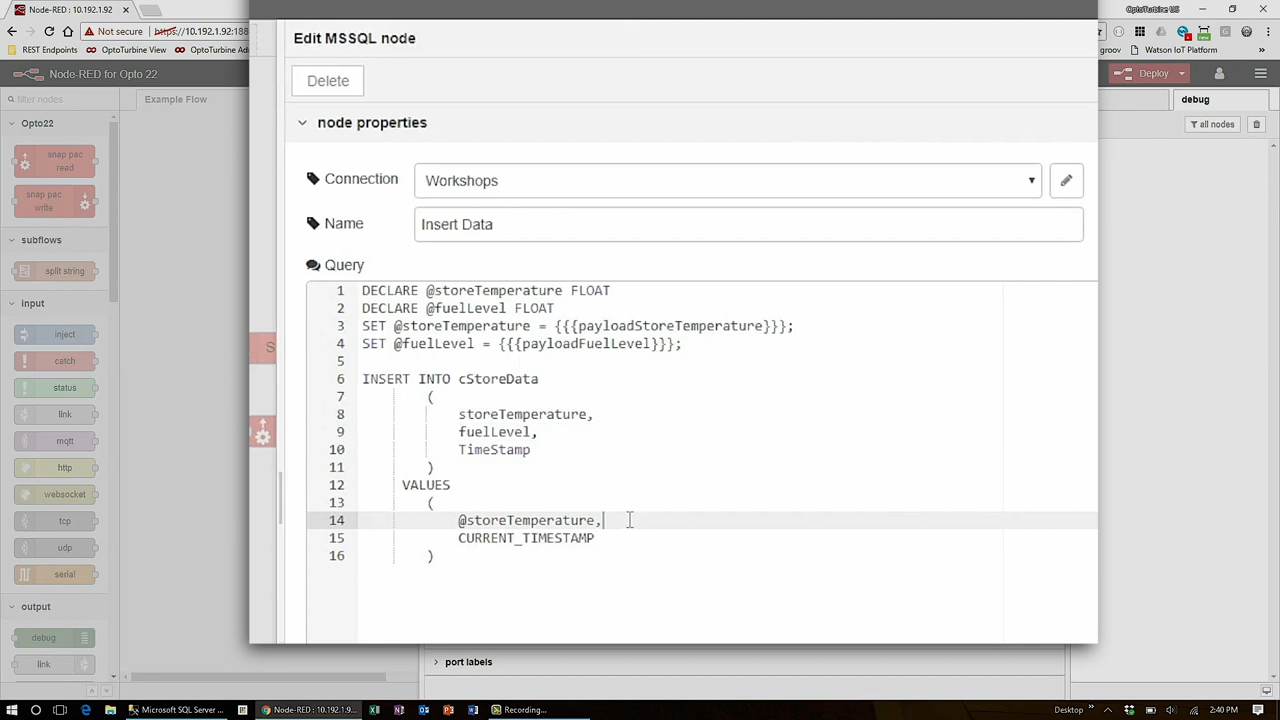 Node-RED : 10.192.1.92
OptoTurbine US
Not secure
https://10.192.1.92:188
REST Endpoints
OptoTurbine View
OptoTurbine Ad
groov
Watson IoT Platform
Node-RED for Opto 22
Deploy
filter nodes
Example Flow
debug
all nodes
Opto22
snap pac
read
snap pac
write
subflows
split string
input
inject
catch
status
link
mqtt
http
websocket
tcp
udp
serial
output
debug
link
Edit MSSQL node
Delete
node properties
Connection
Workshops
Name
Insert Data
Query
1 DECLARE @storeTemperature FLOAT
2 DECLARE @fuelLevel FLOAT
3 SET @storeTemperature = {{{payloadStoreTemperature}}};
4 SET @fuelLevel = {{{payloadFuelLevel}}};
5
6 INSERT INTO cStoreData
7 (
8 storeTemperature,
9 fuelLevel,
10 TimeStamp
11 )
12 VALUES
13 (
14 @storeTemperature,
15 CURRENT_TIMESTAMP
16 )
S
port labels
Microsoft SQL Server ...
Node-RED : 10.192.1.9...
Recording...
Desktop
2:40 PM